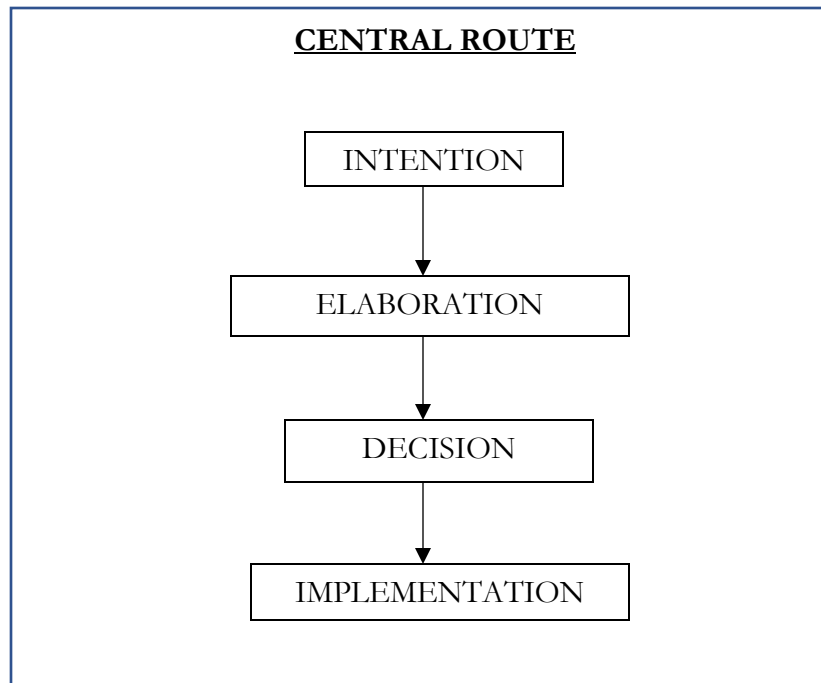 CENTRAL ROUTE
INTENTION
ELABORATION
DECISION
IMPLEMENTATION